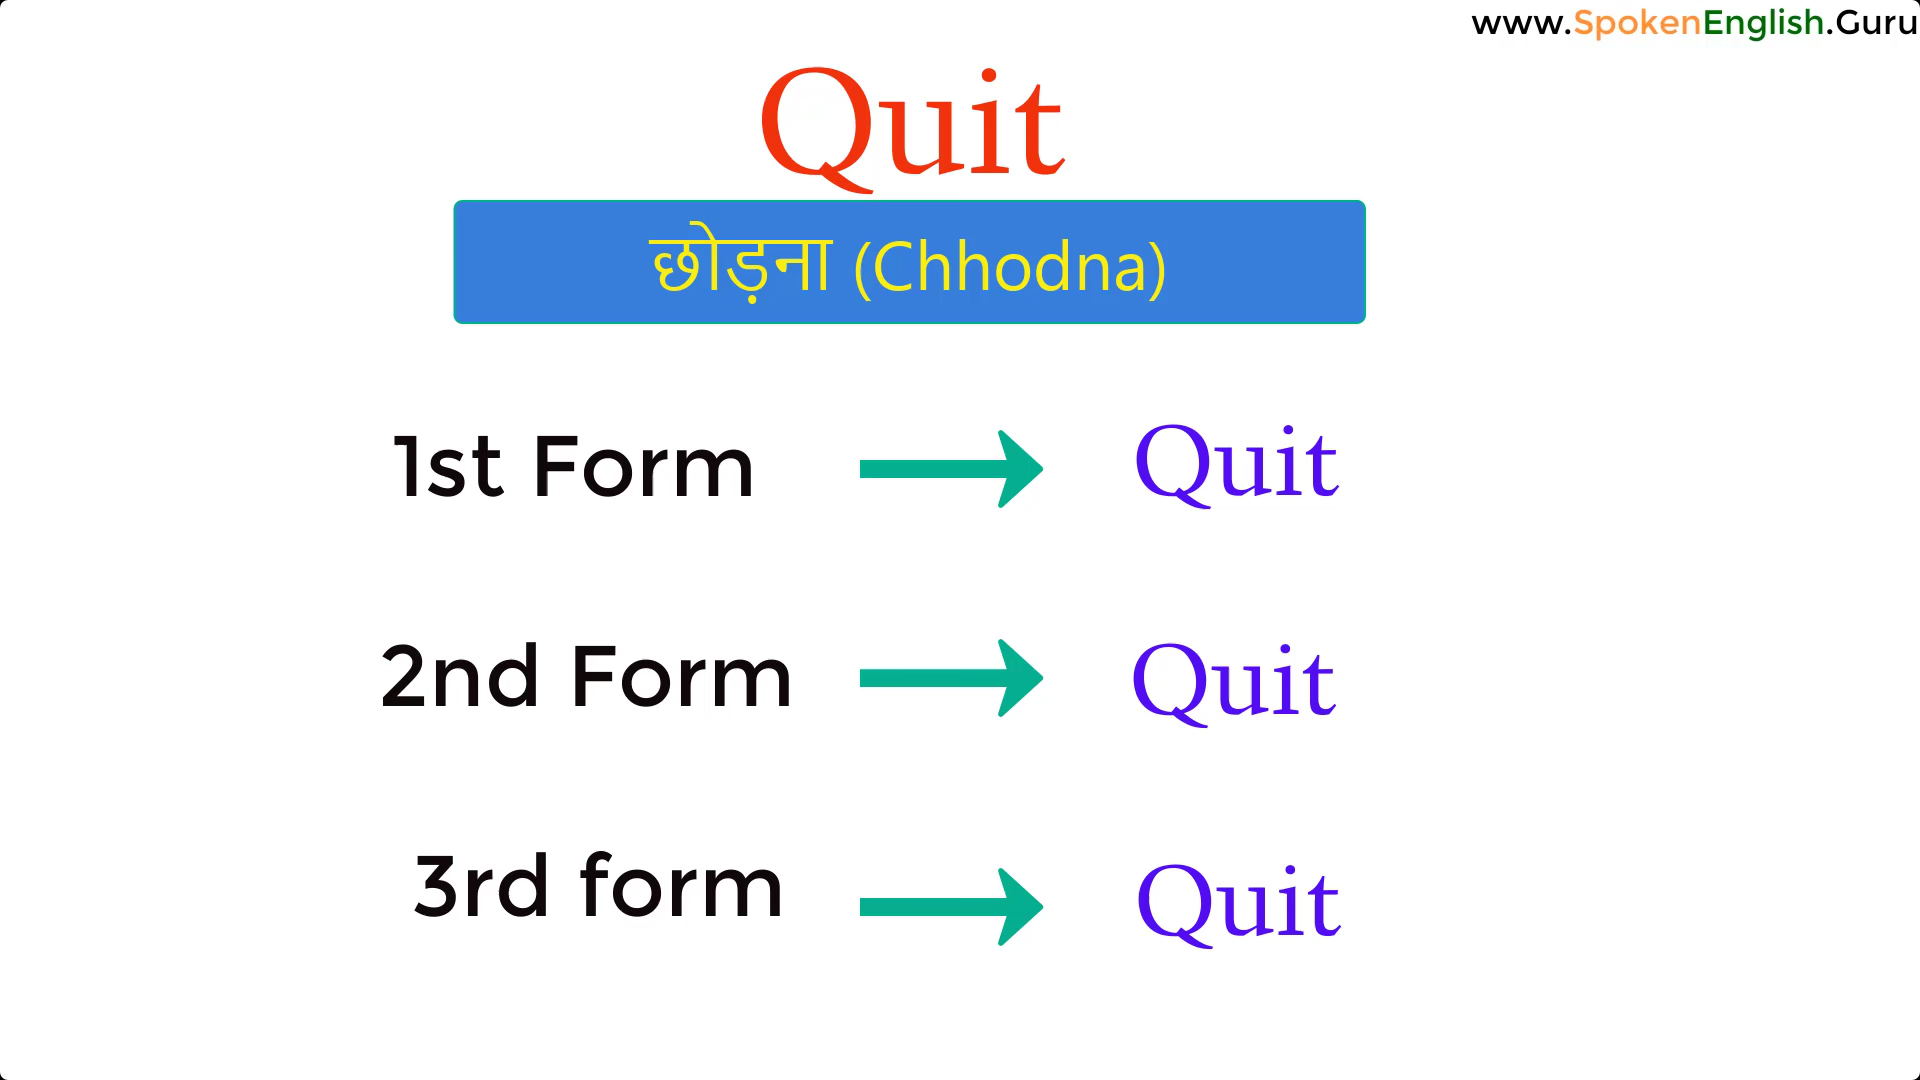 www.SpokenEnglish.Guru
Quit
छोड़ना (Chhodna)
1st Form Quit
2nd Form Quit
3rd form Quit